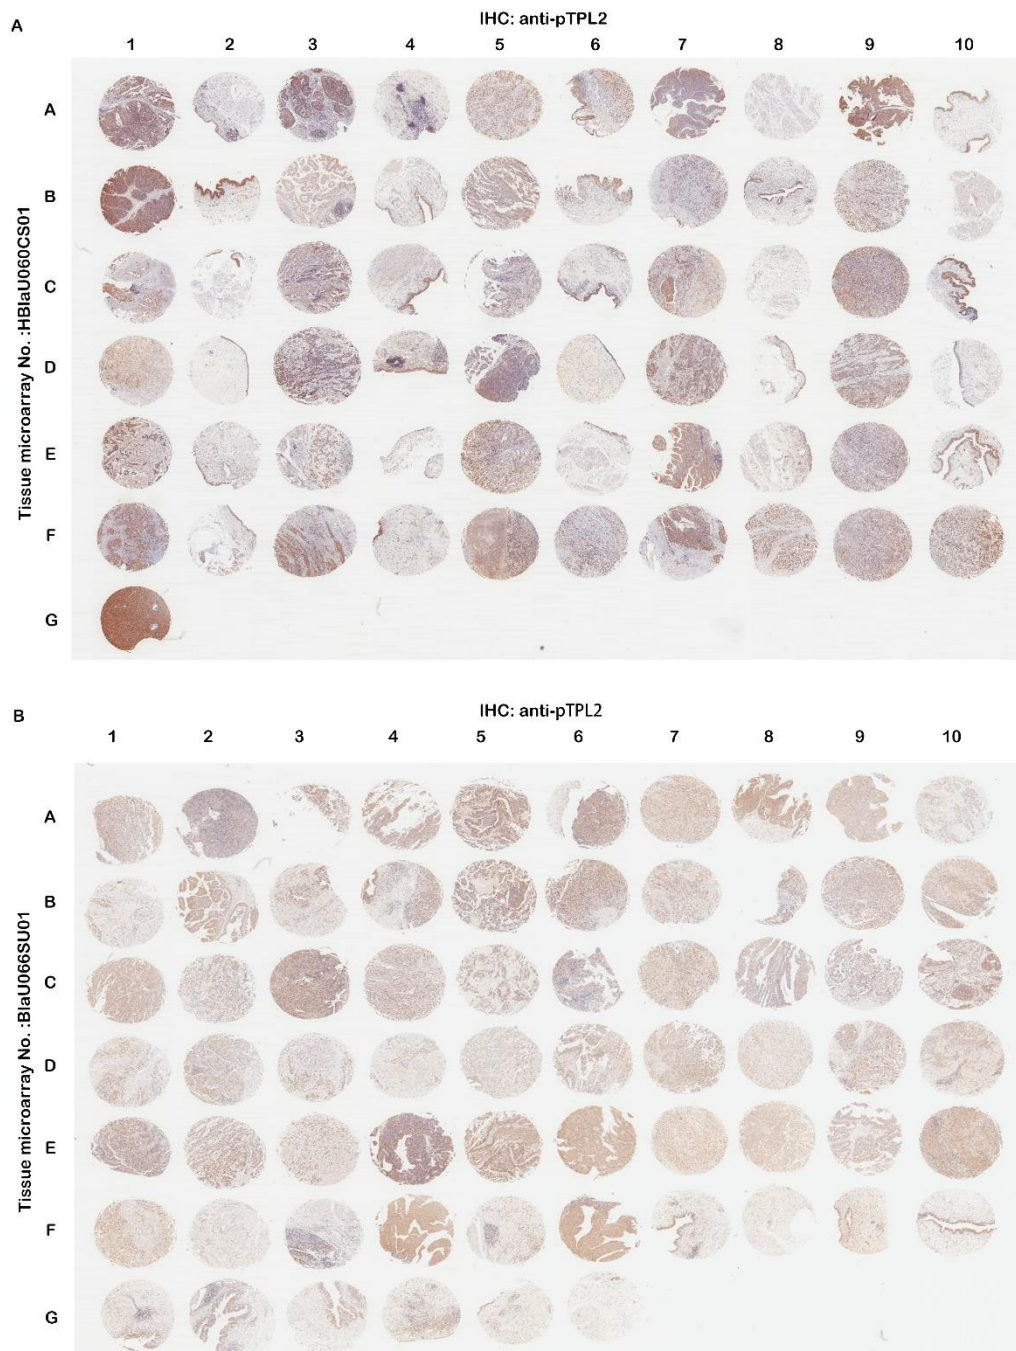 A
IHC: anti-pTPL2
1 2 3 4 5 6 7 8 9 10
A
B
C
D
E
F
G
Tissue microarray No. :HBlaU060CS01
B
IHC: anti-pTPL2
1 2 3 4 5 6 7 8 9 10
A
B
C
D
E
F
G
Tissue microarray No. :BlaU066SU01